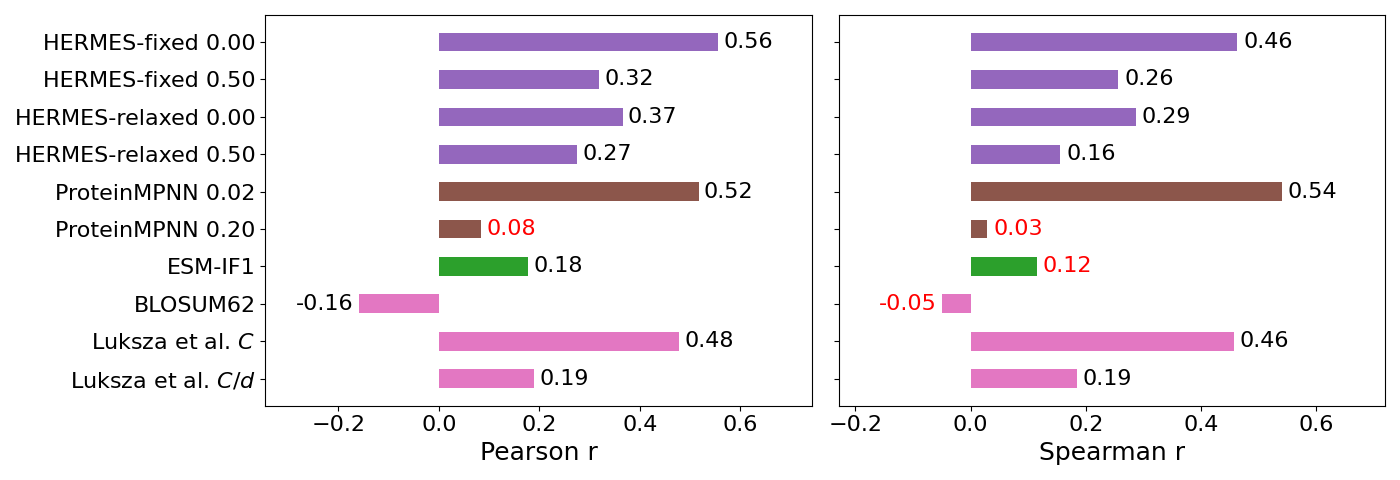 HERMES-fixed 0.00 0.56 0.46
HERMES-fixed 0.50 0.32 0.26
HERMES-relaxed 0.00 0.37 0.29
HERMES-relaxed 0.50 0.27 0.16
ProteinMPNN 0.02 0.52 0.54
ProteinMPNN 0.20 0.08 0.03
ESM-IF1 0.18 0.12
BLOSUM62 -0.16 -0.05
Luksza et al. C 0.48 0.46
Luksza et al. C/d 0.19 0.19
−0.2 0.0 0.2 0.4 0.6 −0.2 0.0 0.2 0.4 0.6
Pearson r Spearman r